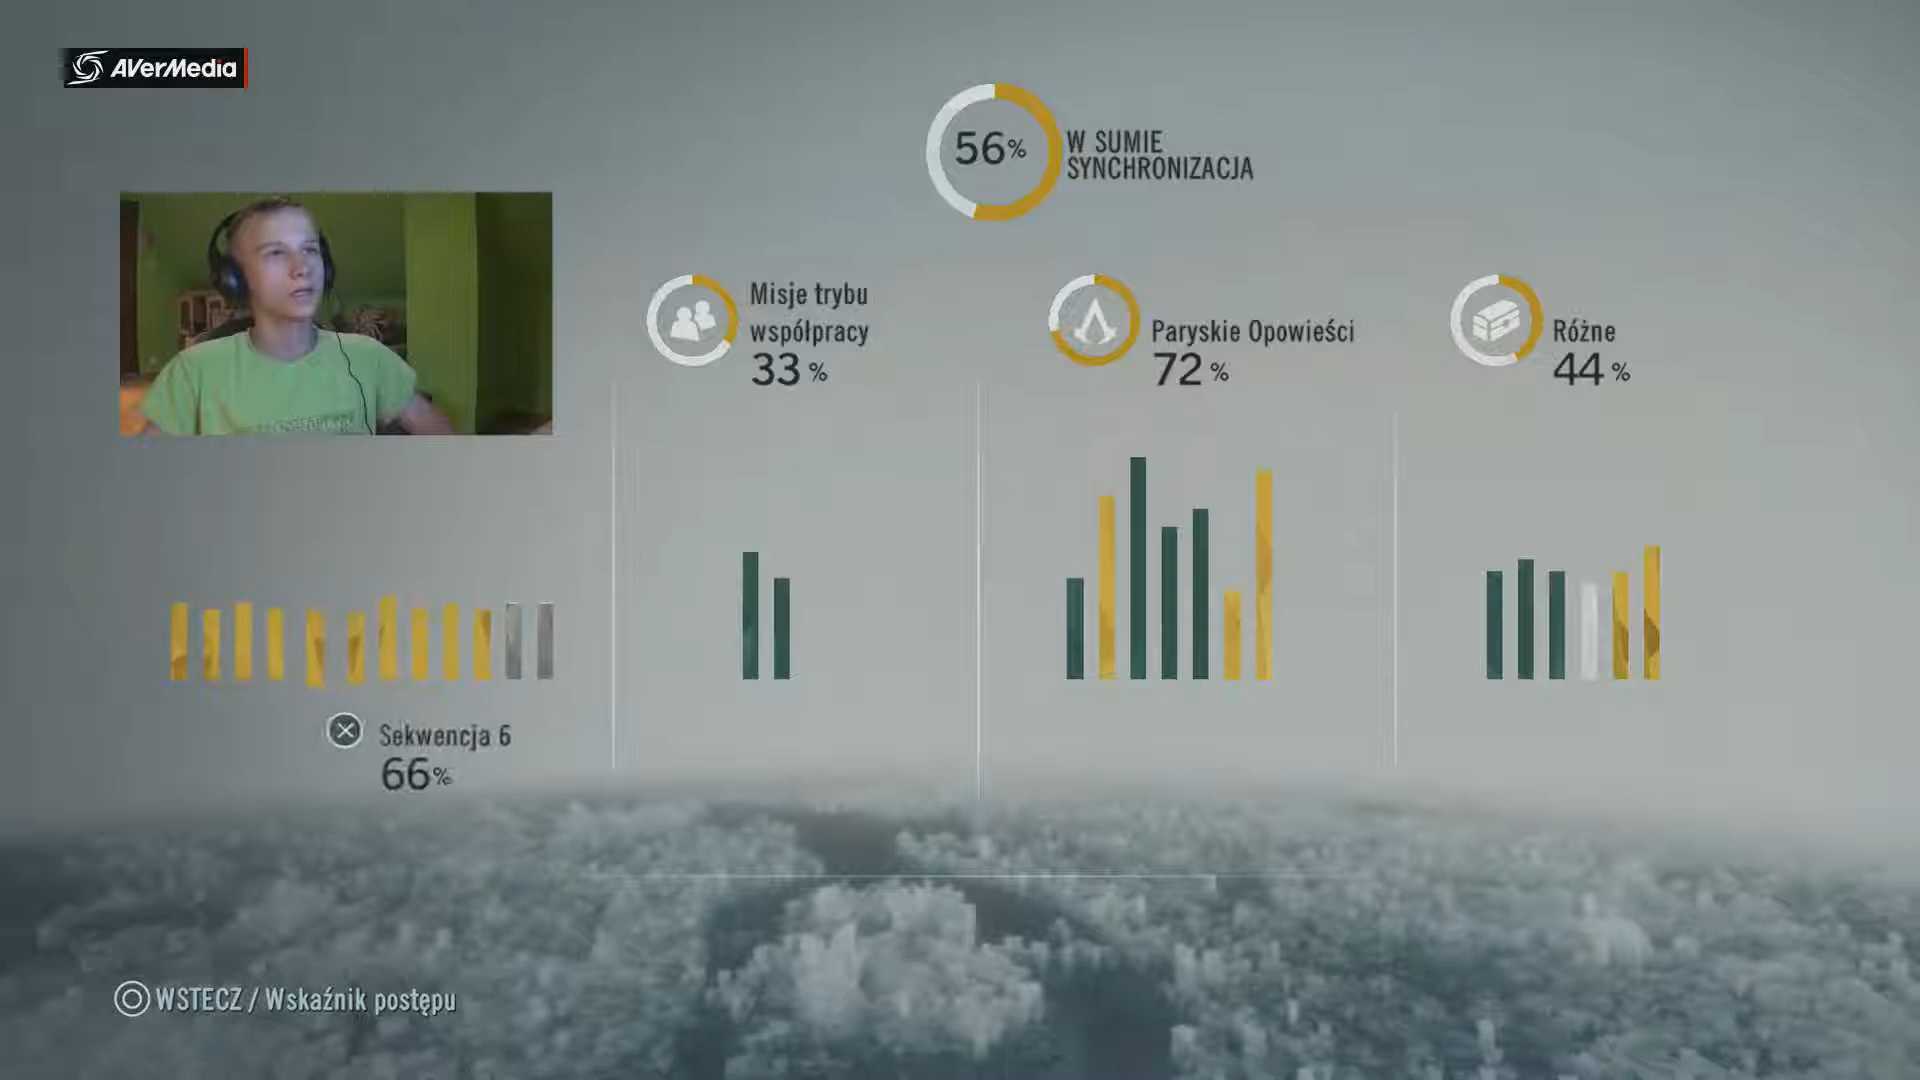 AVerMedia
56%
W SUMIE
SYNCHRONIZACJA
Misje trybu
współpracy
33 %
Paryskie Opowieści
72 %
Różne
44 %
Sekwencja 6
66%
WSTECZ / Wskaźnik postępu